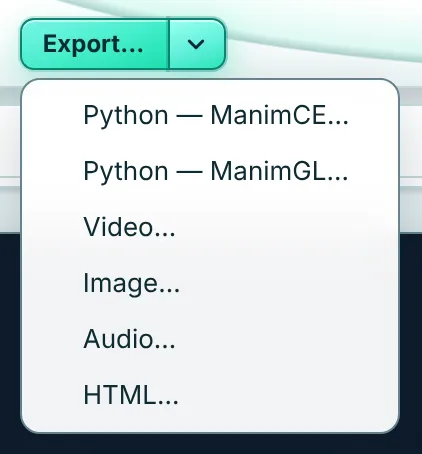 Export...
Python — ManimCE...
Python — ManimGL...
Video...
Image...
Audio...
HTML...